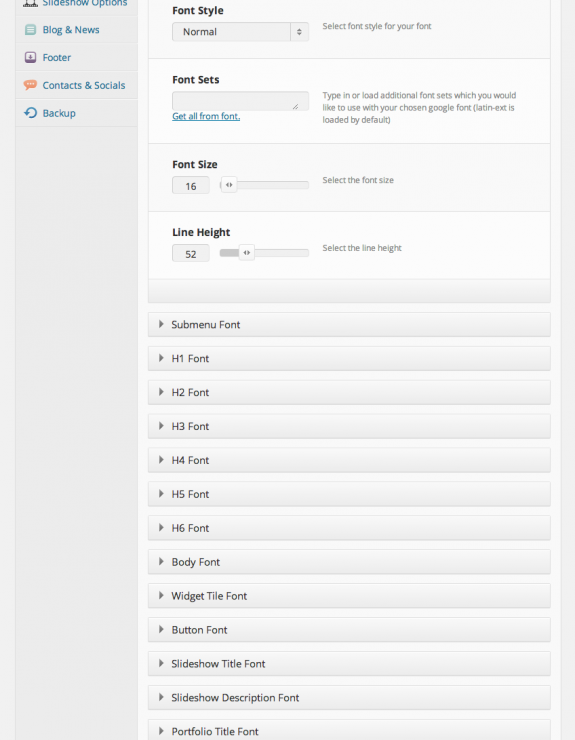 Slideshow Options
Blog & News
Footer
Contacts & Socials
Backup
Font Style
Normal
Select font style for your font
Font Sets
Get all from font.
Type in or load additional font sets which you would
like to use with your chosen google font (latin-ext is
loaded by default)
Font Size
16
Select the font size
Line Height
52
Select the line height
Submenu Font
H1 Font
H2 Font
H3 Font
H4 Font
H5 Font
H6 Font
Body Font
Widget Tile Font
Button Font
Slideshow Title Font
Slideshow Description Font
Portfolio Title Font